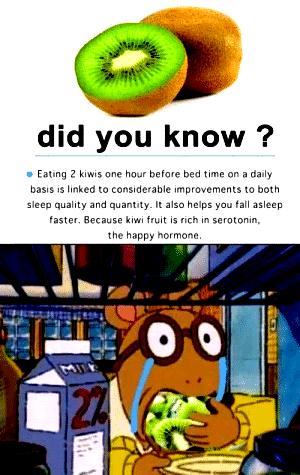 did you know ?
Eating 2 kiwis one hour before bed time on a daily
basis is linked to considerable improvements to both
sleep quality and quantity. It also helps you fall asleep
faster. Because kiwi fruit is rich in serotonin,
the happy hormone.
MILK
2%